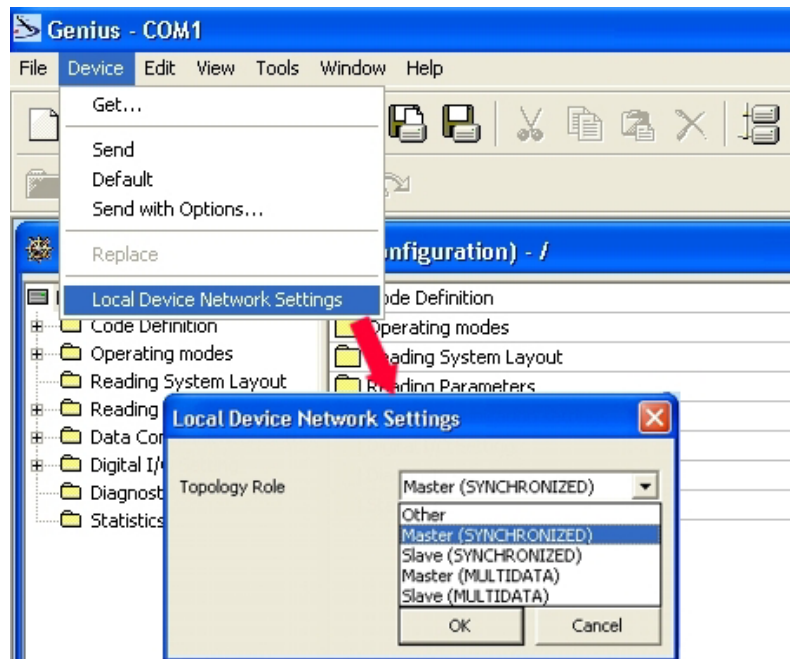 Genius - COM1
File Device Edit View Tools Window Help
Get...
Send
Default
Send with Options...
Replace
Local Device Network Settings
nfiguration) - /
Code Definition
Operating modes
Reading System Layout
Reading
Data Cor
Digital I/
Diagnost
Statistics
ode Definition
Operating modes
ading System Layout
Reading Parameters
Local Device Network Settings
Topology Role
Master (SYNCHRONIZED)
Other
Master (SYNCHRONIZED)
Slave (SYNCHRONIZED)
Master (MULTIDATA)
Slave (MULTIDATA)
OK Cancel